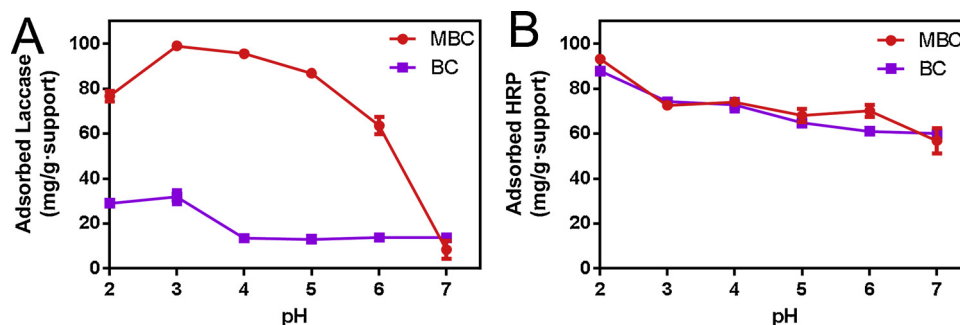 A
Adsorbed Laccase
(mg/g·support)
100
80
60
40
20
0
2 3 4 5 6 7
pH
MBC
BC
B
Adsorbed HRP
(mg/g·support)
100
80
60
40
20
0
2 3 4 5 6 7
pH
MBC
BC